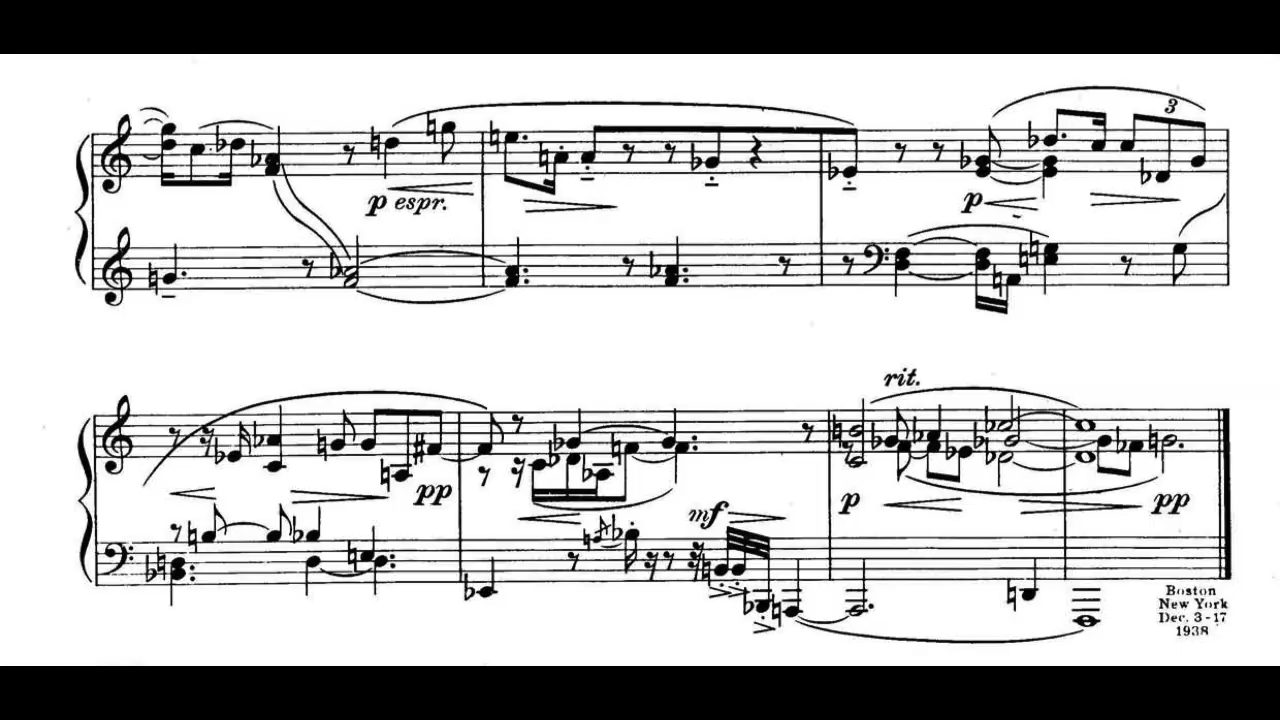 p espr.
3
p
pp
mf
rit.
p
pp
Boston
New York
Dec. 3-17
1938